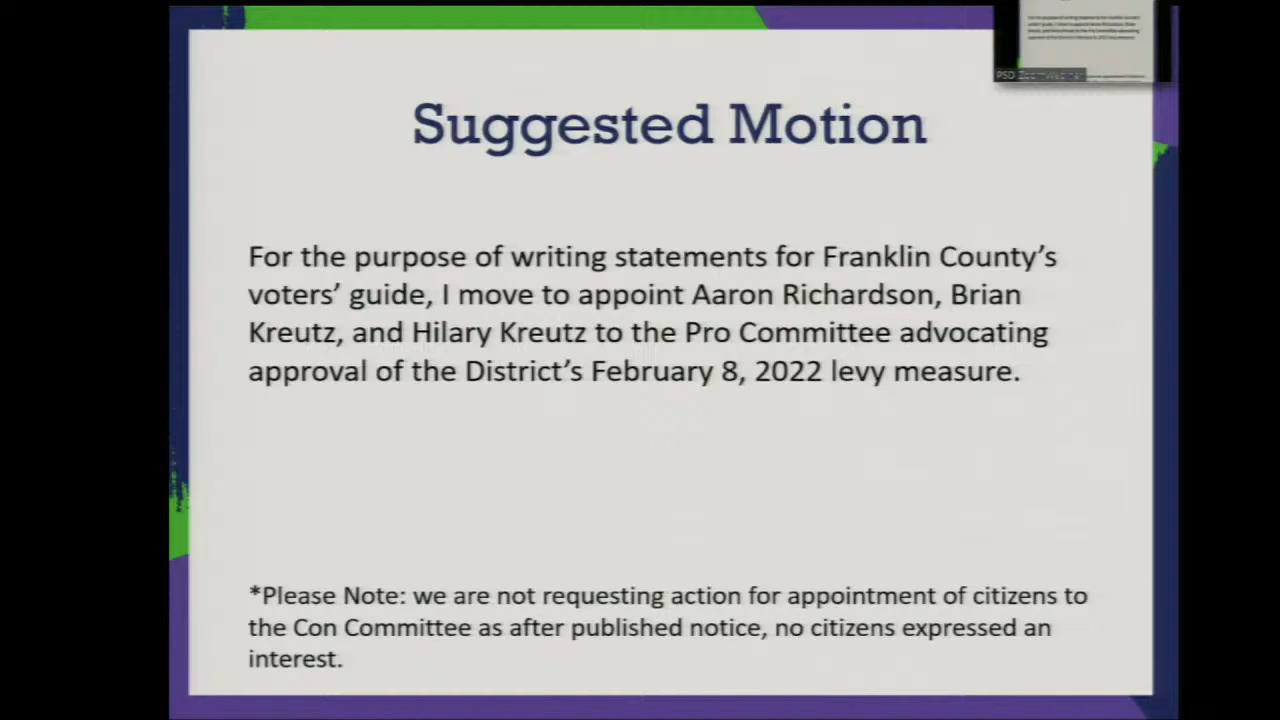 Suggested Motion
For the purpose of writing statements for Franklin County’s
voters’ guide, I move to appoint Aaron Richardson, Brian
Kreutz, and Hilary Kreutz to the Pro Committee advocating
approval of the District’s February 8, 2022 levy measure.
*Please Note: we are not requesting action for appointment of citizens to
the Con Committee as after published notice, no citizens expressed an
interest.
PSD Zoom Webinar